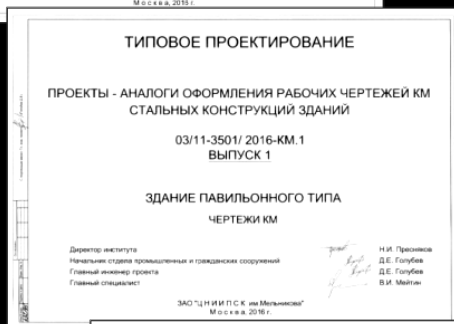 Москва, 2016 г.
ТИПОВОЕ ПРОЕКТИРОВАНИЕ
ПРОЕКТЫ - АНАЛОГИ ОФОРМЛЕНИЯ РАБОЧИХ ЧЕРТЕЖЕЙ КМ
СТАЛЬНЫХ КОНСТРУКЦИЙ ЗДАНИЙ
03/11-3501/ 2016-КМ.1
ВЫПУСК 1
ЗДАНИЕ ПАВИЛЬОННОГО ТИПА
ЧЕРТЕЖИ КМ
Директор института Н.И. Пресняков
Начальник отдела промышленных и гражданских сооружений Д.Е. Голубев
Главный инженер проекта Д.Е. Голубев
Главный специалист В.И. Мейтин
ЗАО "ЦНИИПСК им Мельникова"
Москва, 2016 г.